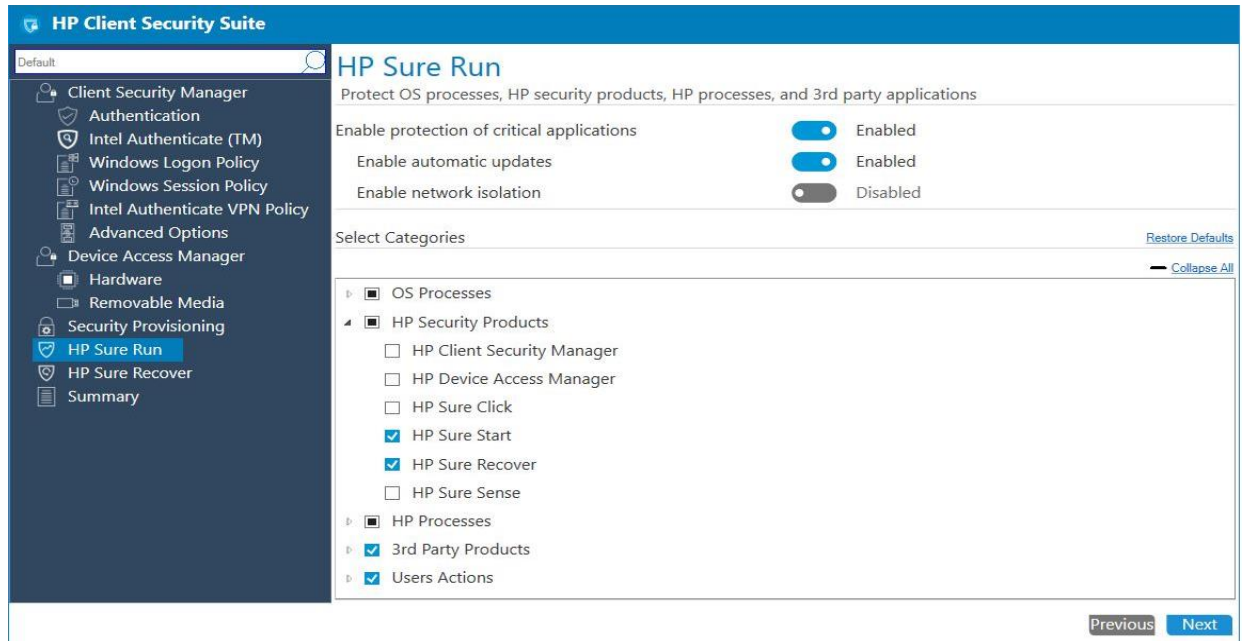 HP Client Security Suite
Default
Client Security Manager
Authentication
Intel Authenticate (TM)
Windows Logon Policy
Windows Session Policy
Intel Authenticate VPN Policy
Advanced Options
Device Access Manager
Hardware
Removable Media
Security Provisioning
HP Sure Run
HP Sure Recover
Summary
HP Sure Run
Protect OS processes, HP security products, HP processes, and 3rd party applications
Enable protection of critical applications Enabled
Enable automatic updates Enabled
Enable network isolation Disabled
Select Categories Restore Defaults
Collapse All
OS Processes
HP Security Products
HP Client Security Manager
HP Device Access Manager
HP Sure Click
HP Sure Start
HP Sure Recover
HP Sure Sense
HP Processes
3rd Party Products
Users Actions
Previous Next